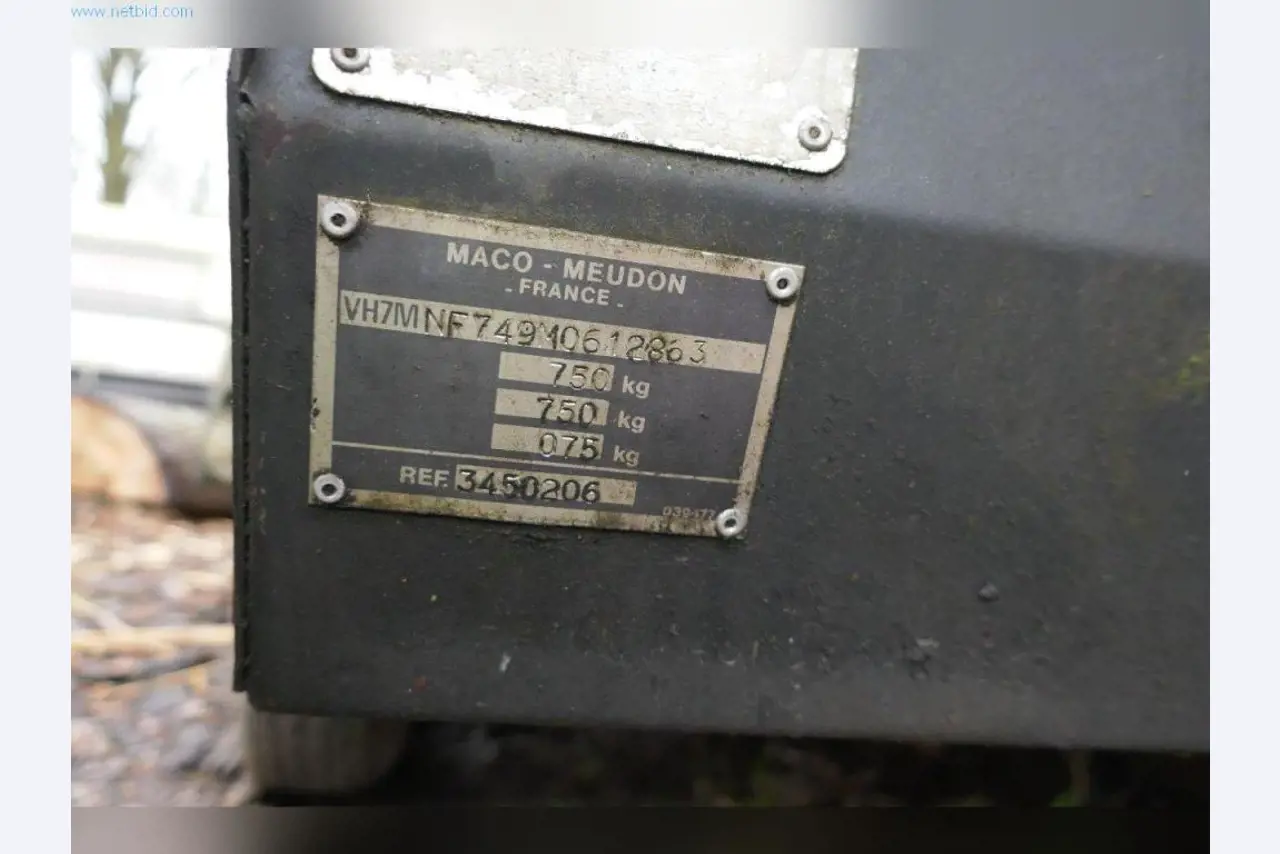 www.netbid.com
MACO - MEUDON
- FRANCE -
VH7MNF749M0612863
750 kg
750 kg
075 kg
REF. 3450206